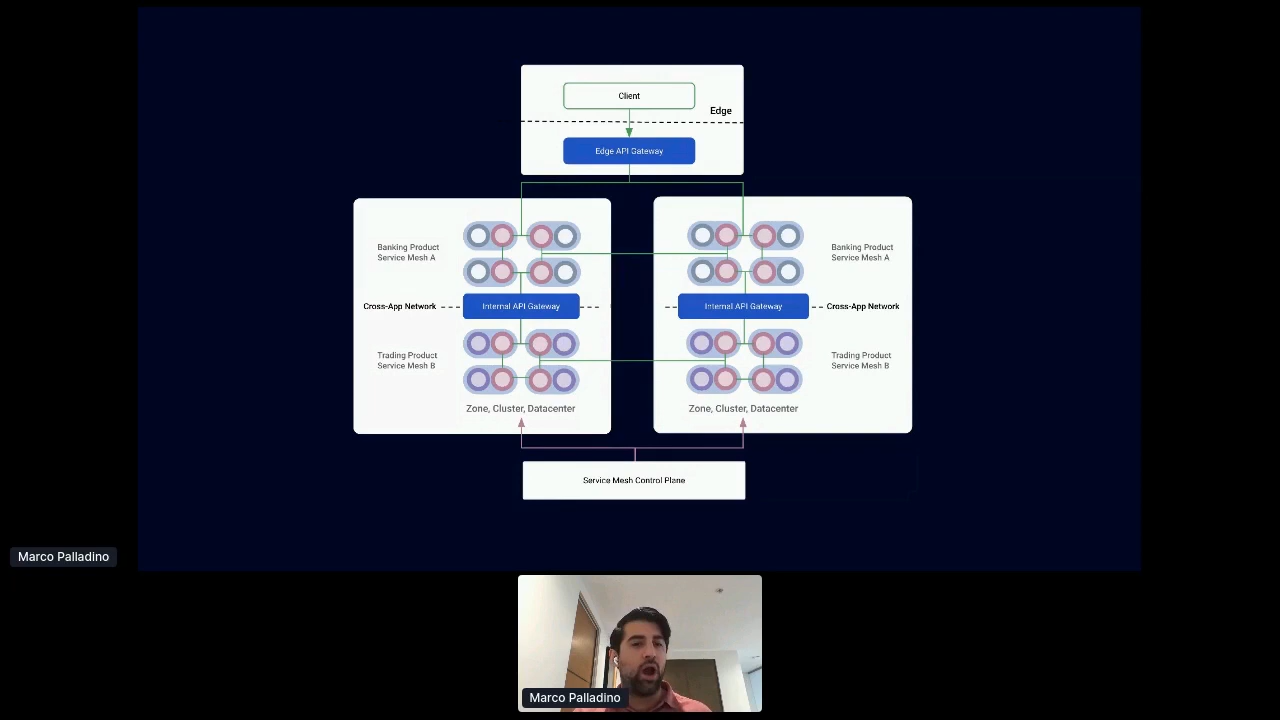 Client
Edge
Edge API Gateway
Banking Product
Service Mesh A
Cross-App Network
Internal API Gateway
Trading Product
Service Mesh B
Zone, Cluster, Datacenter
Banking Product
Service Mesh A
Internal API Gateway
Cross-App Network
Trading Product
Service Mesh B
Zone, Cluster, Datacenter
Service Mesh Control Plane
Marco Palladino
Marco Palladino